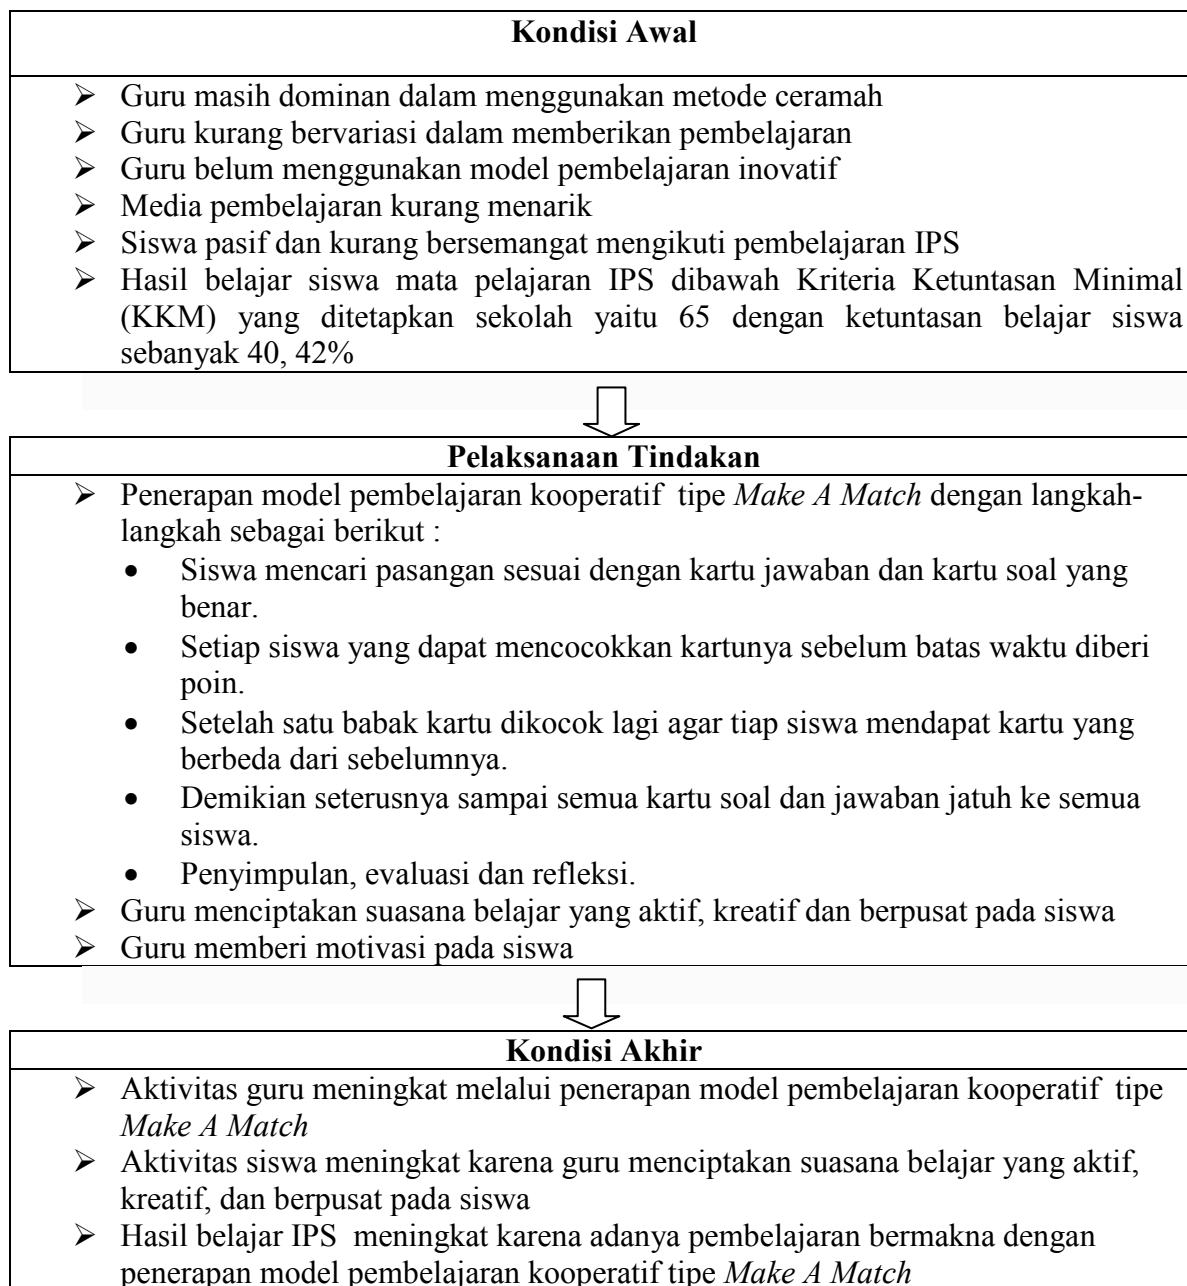 Kondisi Awal
➢ Guru masih dominan dalam menggunakan metode ceramah
➢ Guru kurang bervariasi dalam memberikan pembelajaran
➢ Guru belum menggunakan model pembelajaran inovatif
➢ Media pembelajaran kurang menarik
➢ Siswa pasif dan kurang bersemangat mengikuti pembelajaran IPS
➢ Hasil belajar siswa mata pelajaran IPS dibawah Kriteria Ketuntasan Minimal
(KKM) yang ditetapkan sekolah yaitu 65 dengan ketuntasan belajar siswa
sebanyak 40, 42%
Pelaksanaan Tindakan
➢ Penerapan model pembelajaran kooperatif tipe Make A Match dengan langkah-
langkah sebagai berikut :
• Siswa mencari pasangan sesuai dengan kartu jawaban dan kartu soal yang
benar.
• Setiap siswa yang dapat mencocokkan kartunya sebelum batas waktu diberi
poin.
• Setelah satu babak kartu dikocok lagi agar tiap siswa mendapat kartu yang
berbeda dari sebelumnya.
• Demikian seterusnya sampai semua kartu soal dan jawaban jatuh ke semua
siswa.
• Penyimpulan, evaluasi dan refleksi.
➢ Guru menciptakan suasana belajar yang aktif, kreatif dan berpusat pada siswa
➢ Guru memberi motivasi pada siswa
Kondisi Akhir
➢ Aktivitas guru meningkat melalui penerapan model pembelajaran kooperatif tipe
Make A Match
➢ Aktivitas siswa meningkat karena guru menciptakan suasana belajar yang aktif,
kreatif, dan berpusat pada siswa
➢ Hasil belajar IPS meningkat karena adanya pembelajaran bermakna dengan
penerapan model pembelajaran kooperatif tipe Make A Match